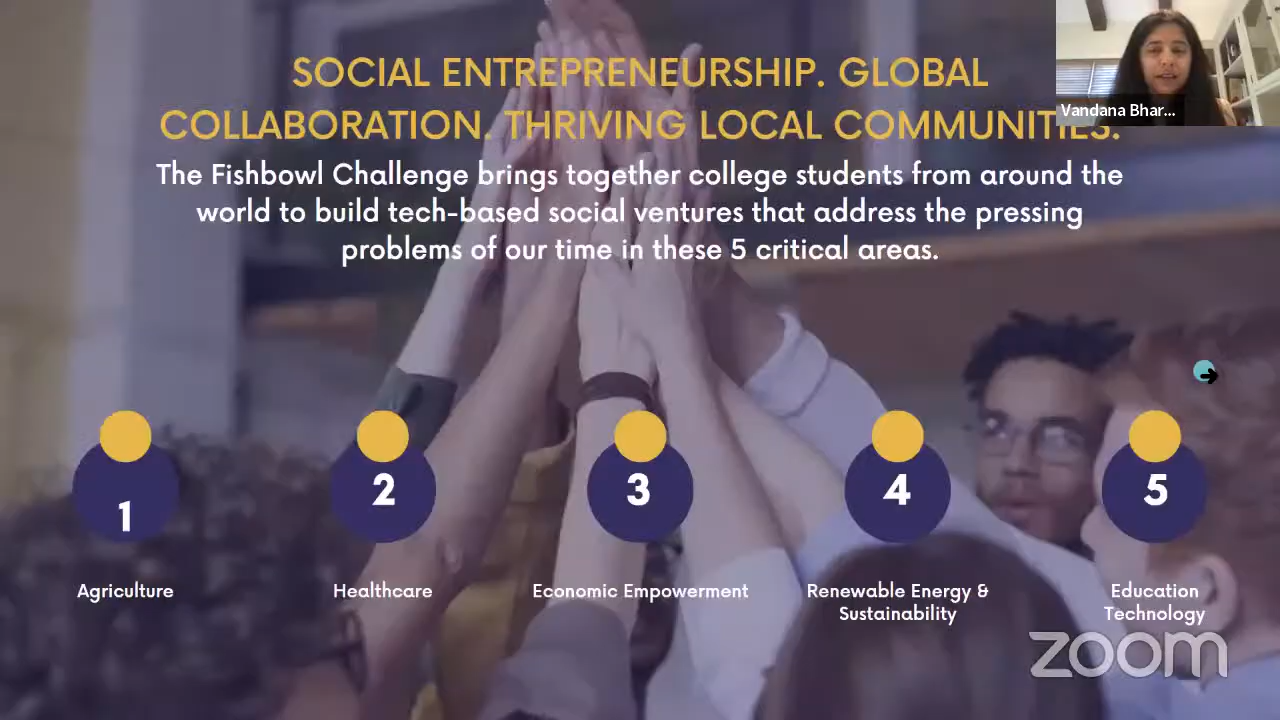 SOCIAL ENTREPRENEURSHIP. GLOBAL
COLLABORATION. THRIVING LOCAL COMMUNITIES.
The Fishbowl Challenge brings together college students from around the
world to build tech-based social ventures that address the pressing
problems of our time in these 5 critical areas.
Vandana Bhar...
1
2
3
4
5
Agriculture
Healthcare
Economic Empowerment
Renewable Energy &
Sustainability
Education
Technology
zoom